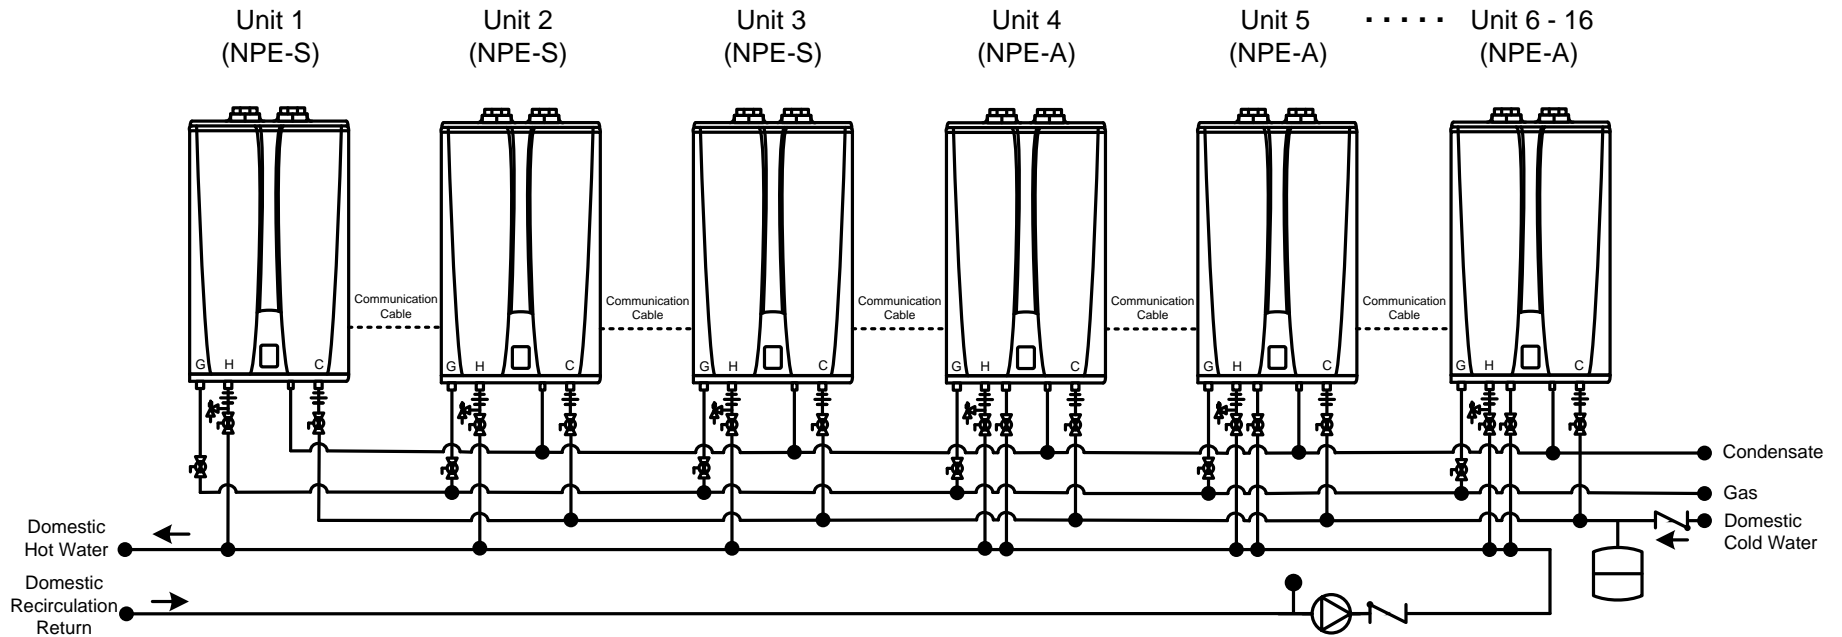 Unit 1
(NPE-S)
Unit 2
(NPE-S)
Unit 3
(NPE-S)
Unit 4
(NPE-A)
Unit 5
(NPE-A)
. . . . .
Unit 6 - 16
(NPE-A)
Communication
Cable
Communication
Cable
Communication
Cable
Communication
Cable
Communication
Cable
G H C
G H C
G H C
G H C
G H C
G H C
Condensate
Gas
Domestic
Cold Water
Domestic
Hot Water
Domestic
Recirculation
Return